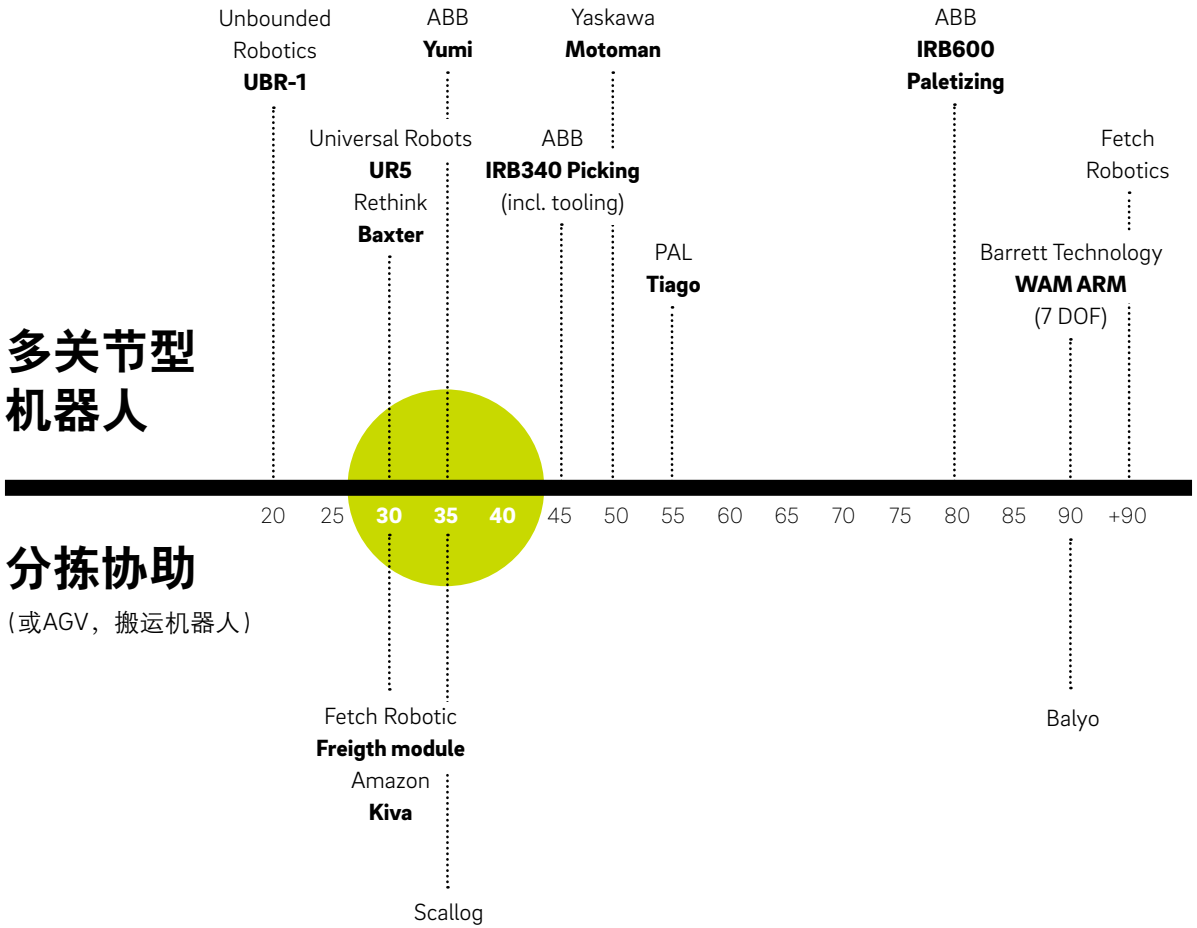 Unbounded
Robotics
UBR-1
ABB
Yumi
Yaskawa
Motoman
ABB
IRB600
Paletizing
Universal Robots
UR5
Rethink
Baxter
ABB
IRB340 Picking
(incl. tooling)
Fetch
Robotics
PAL
Tiago
Barrett Technology
WAM ARM
(7 DOF)
多关节型
机器人
20 25 30 35 40 45 50 55 60 65 70 75 80 85 90 +90
分拣协助
(或AGV，搬运机器人)
Fetch Robotic
Freigth module
Amazon
Kiva
Balyo
Scallog